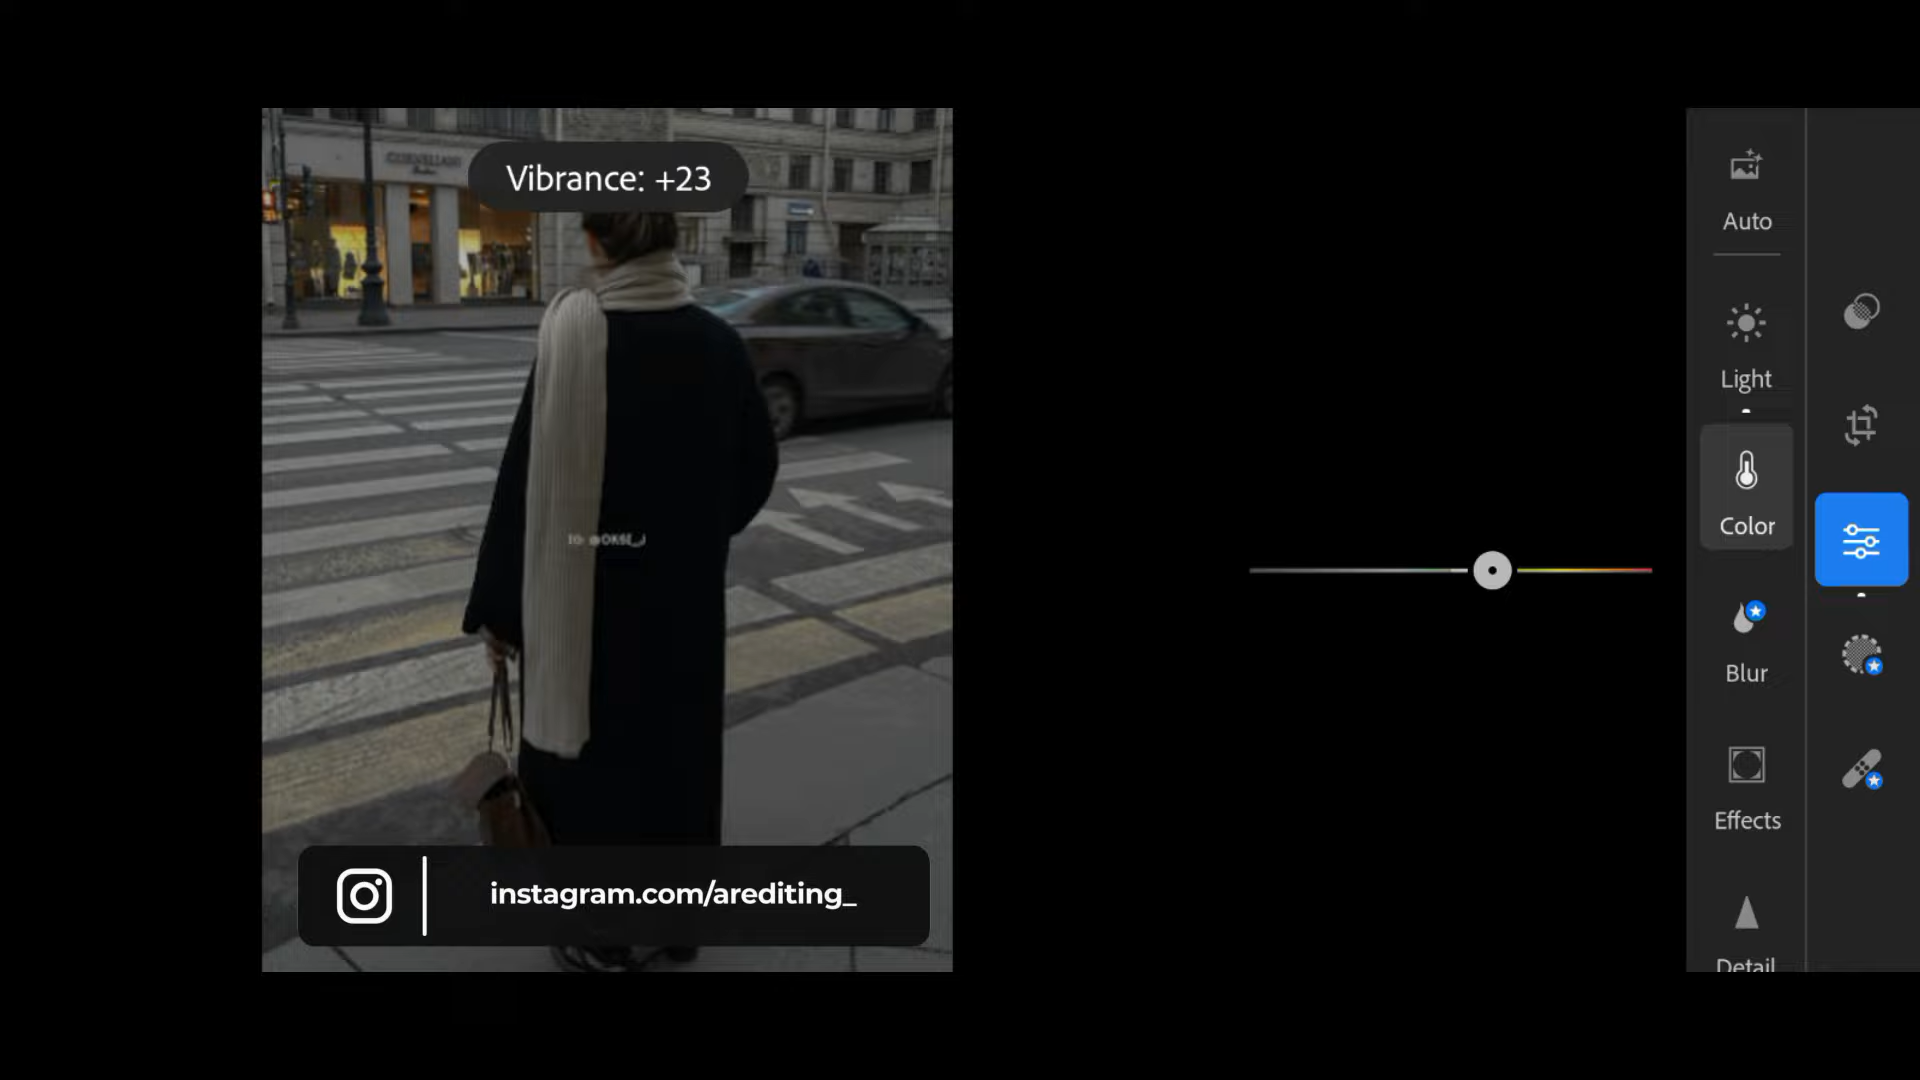 Vibrance: +23
instagram.com/arediting_
Auto
Light
Color
Blur
Effects
Detail